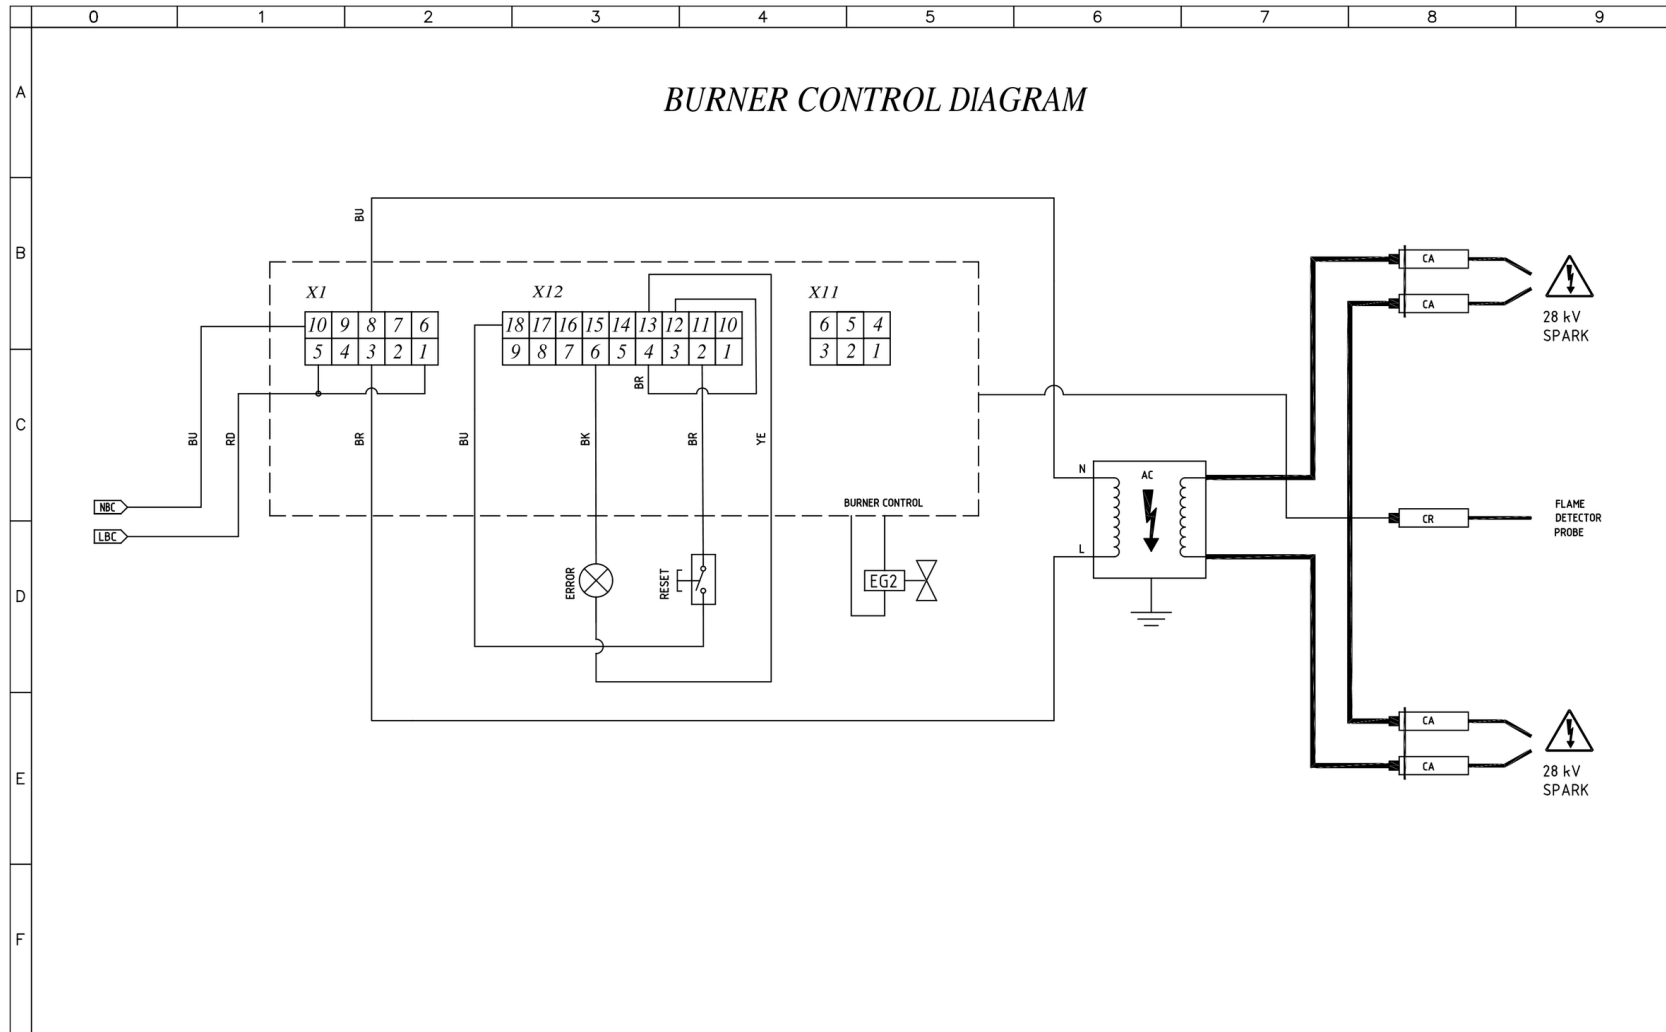 0 1 2 3 4 5 6 7 8 9
A
BURNER CONTROL DIAGRAM
BU
B
X1
X12
X11
10 9 8 7 6
5 4 3 2 1
18 17 16 15 14 13 12 11 10
9 8 7 6 5 4 3 2 1
6 5 4
3 2 1
CA
CA
28 kV
SPARK
BR
C
BU
RD
BR
BU
BK
BR
YE
N
AC
L
NBC
LBC
BURNER CONTROL
CR
FLAME
DETECTOR
PROBE
D
ERROR
RESET
EG2
CA
CA
28 kV
SPARK
E
F